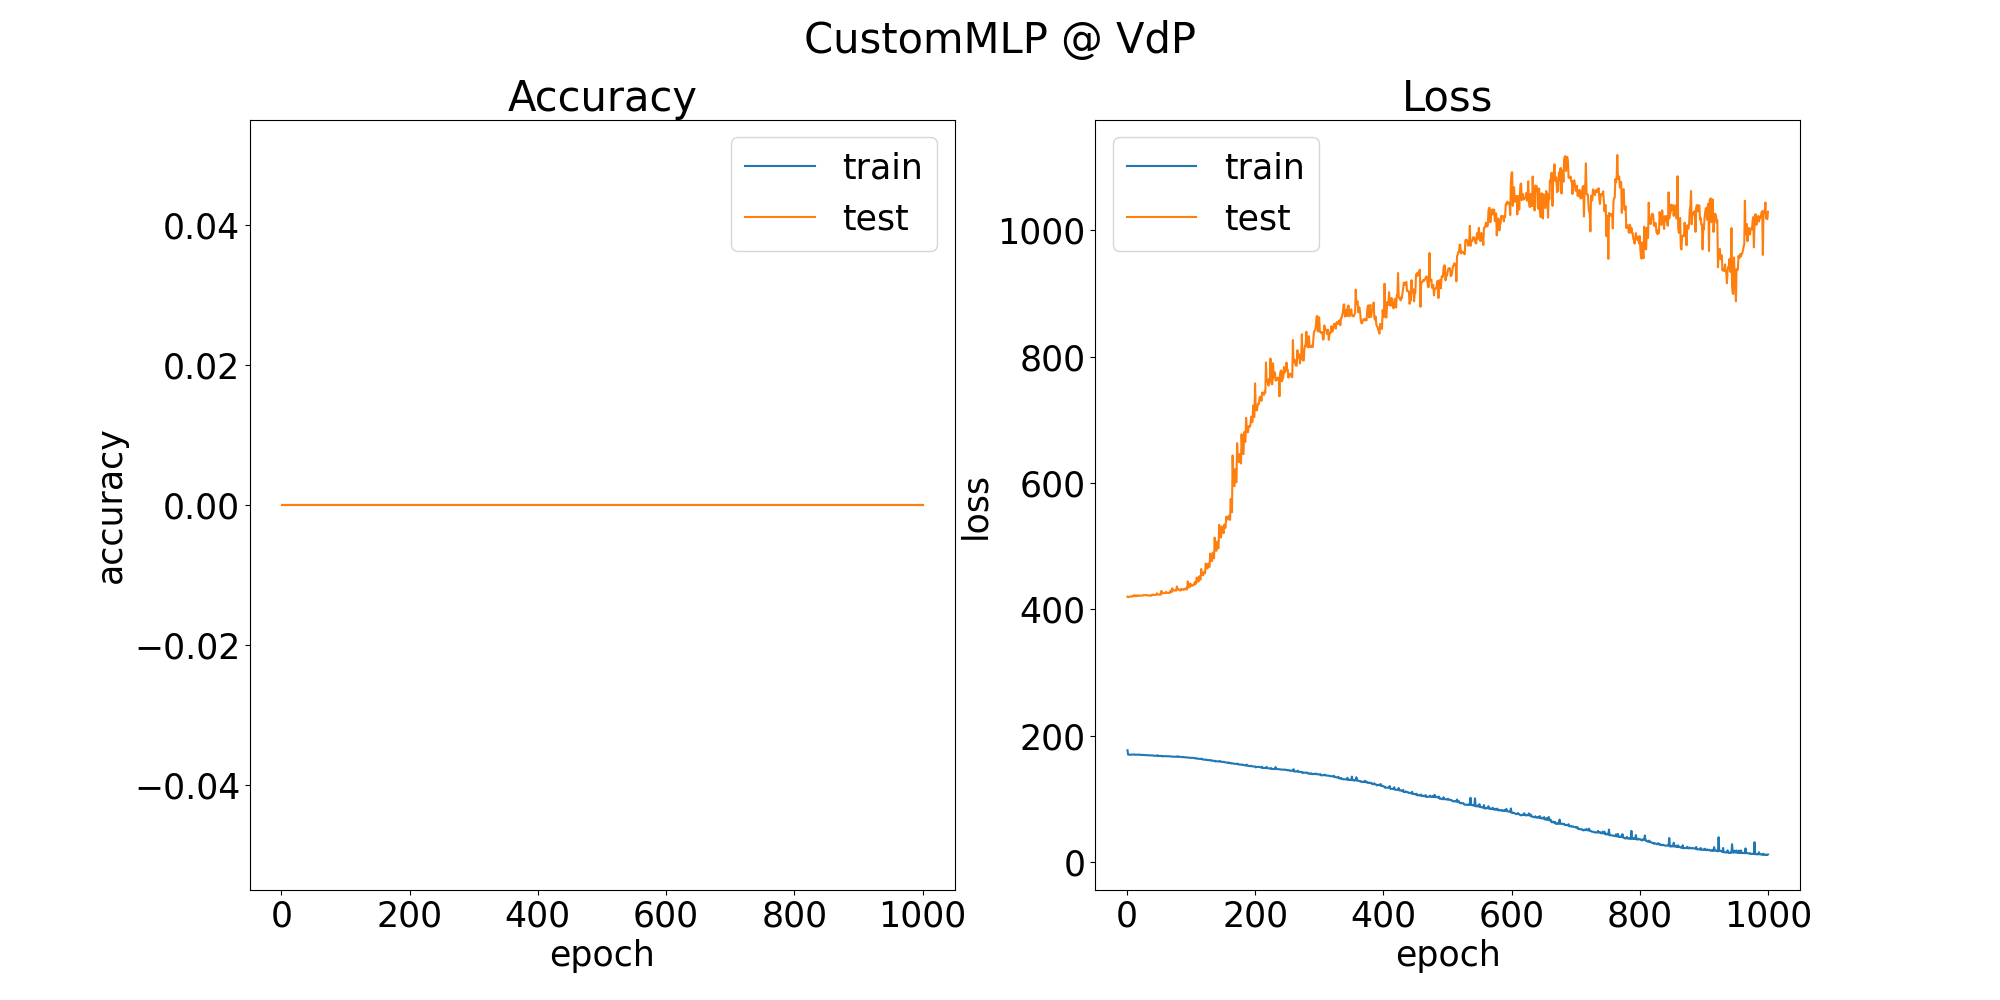 CustomMLP @ VdP
Accuracy
train
test
0.04
0.02
0.00
−0.02
−0.04
accuracy
0 200 400 600 800 1000
epoch
Loss
train
test
1000
800
600
400
200
0
loss
0 200 400 600 800 1000
epoch